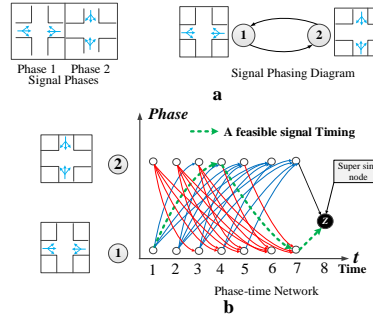 Phase 1 Phase 2
Signal Phases
1 2
Signal Phasing Diagram
a
Phase
A feasible signal Timing
2
Super sin
node
Z
1
t
1 2 3 4 5 6 7 8 Time
Phase-time Network
b